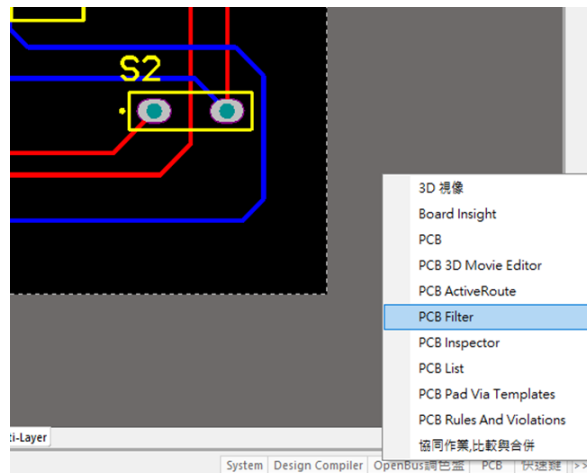 S2
3D 視像
Board Insight
PCB
PCB 3D Movie Editor
PCB ActiveRoute
PCB Filter
PCB Inspector
PCB List
PCB Pad Via Templates
PCB Rules And Violations
協同作業,比較與合併
ti-Layer
System Design Compiler OpenBus調色盤 PCB 快速鍵 >>